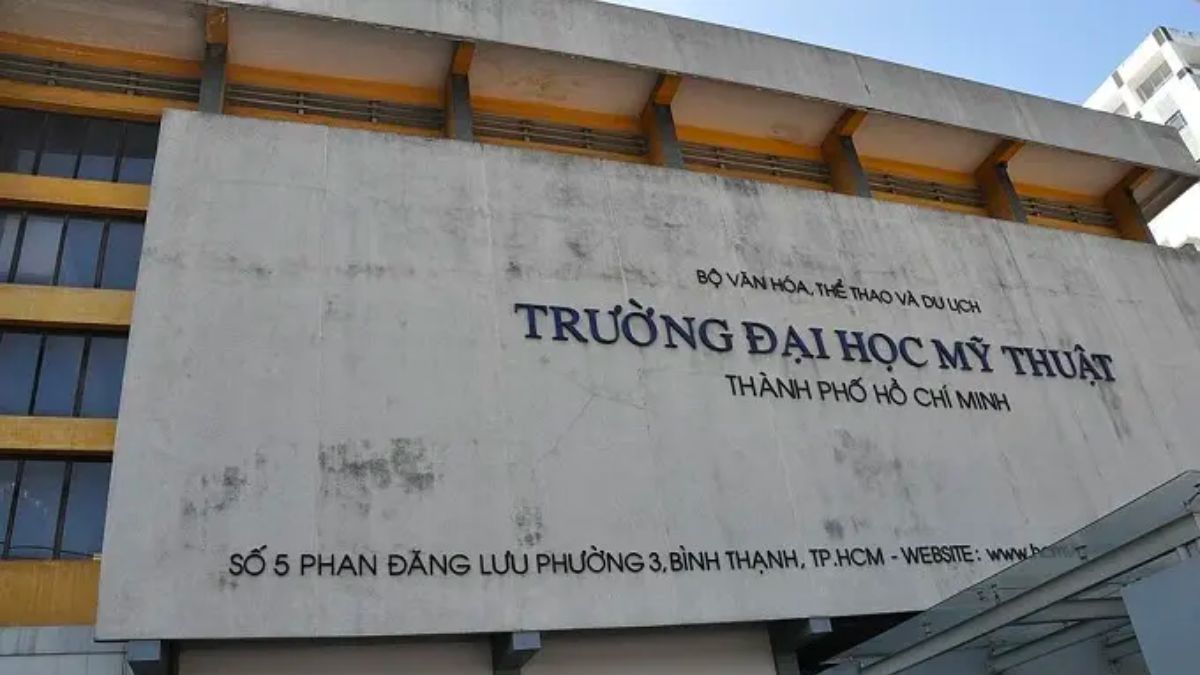 BỘ VĂN HÓA, THỂ THAO VÀ DU LỊCH
TRƯỜNG ĐẠI HỌC MỸ THUẬT
THÀNH PHỐ HỒ CHÍ MINH
SỐ 5 PHAN ĐĂNG LƯU PHƯỜNG 3, BÌNH THẠNH, TP.HCM - WEBSITE: